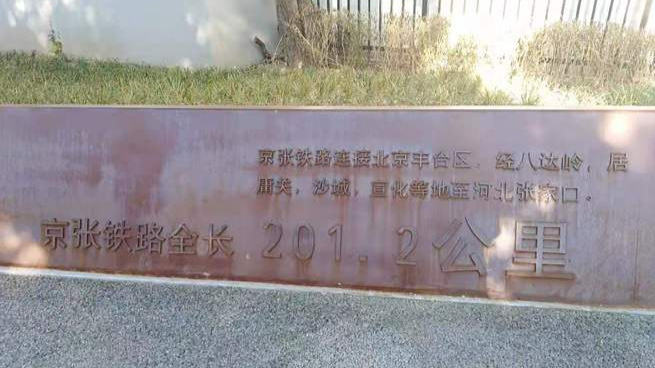 京张铁路连接北京丰台区，经八达岭，居
庸关，沙城，宣化等地至河北张家口。
京张铁路全长 201.2公里